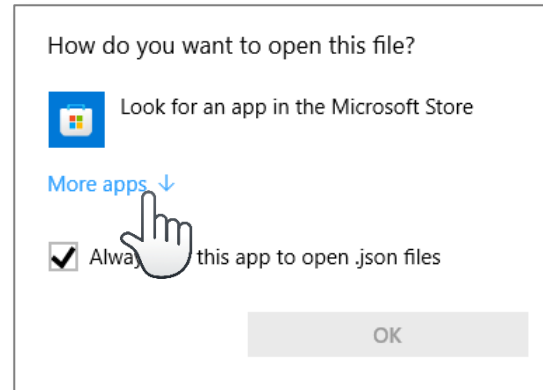 How do you want to open this file?
Look for an app in the Microsoft Store
More apps ↓
Alwa this app to open .json files
OK